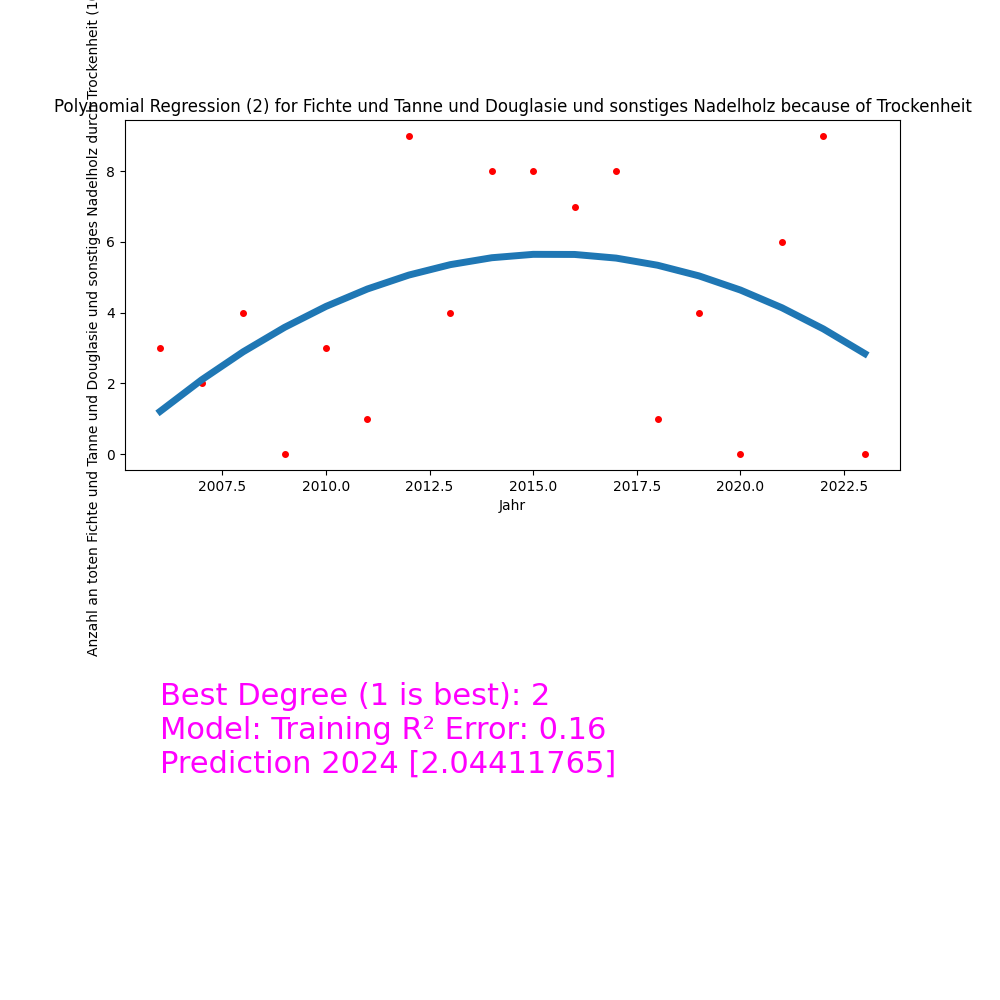 Polynomial Regression (2) for Fichte und Tanne und Douglasie und sonstiges Nadelholz because of Trockenheit
Anzahl an toten Fichte und Tanne und Douglasie und sonstiges Nadelholz durch Trockenheit
8
6
4
2
0
2007.5 2010.0 2012.5 2015.0 2017.5 2020.0 2022.5
Jahr
Best Degree (1 is best): 2
Model: Training R² Error: 0.16
Prediction 2024 [2.04411765]